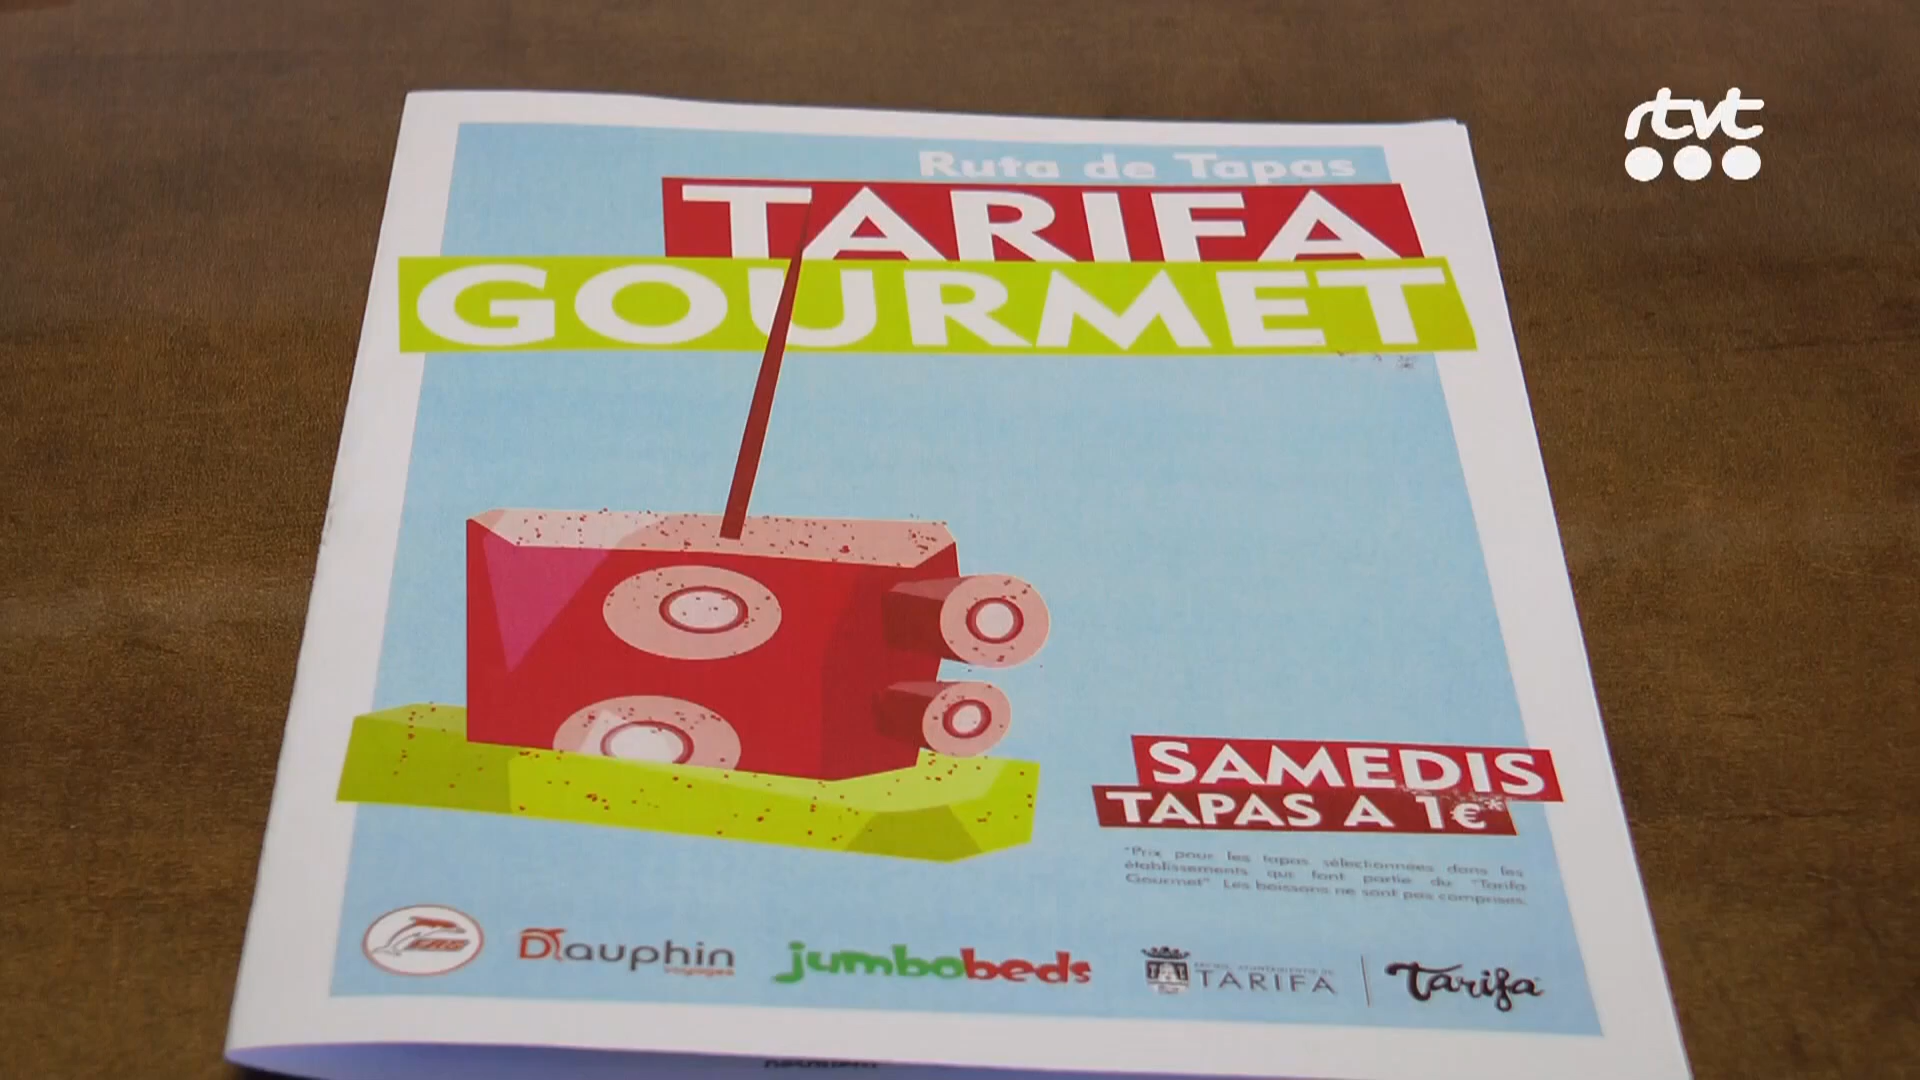 rtvt
Ruta de Tapas
TARIFA
GOURMET
SAMEDIS
TAPAS A 1€*
*Prix pour les tapas sélectionnées dans les
établissements qui font partie du "Tarifa
Gourmet" Les boissons ne sont pas comprises.
FRS
Dauphin
voyages
jumbobeds
TARIFA
Tarifa